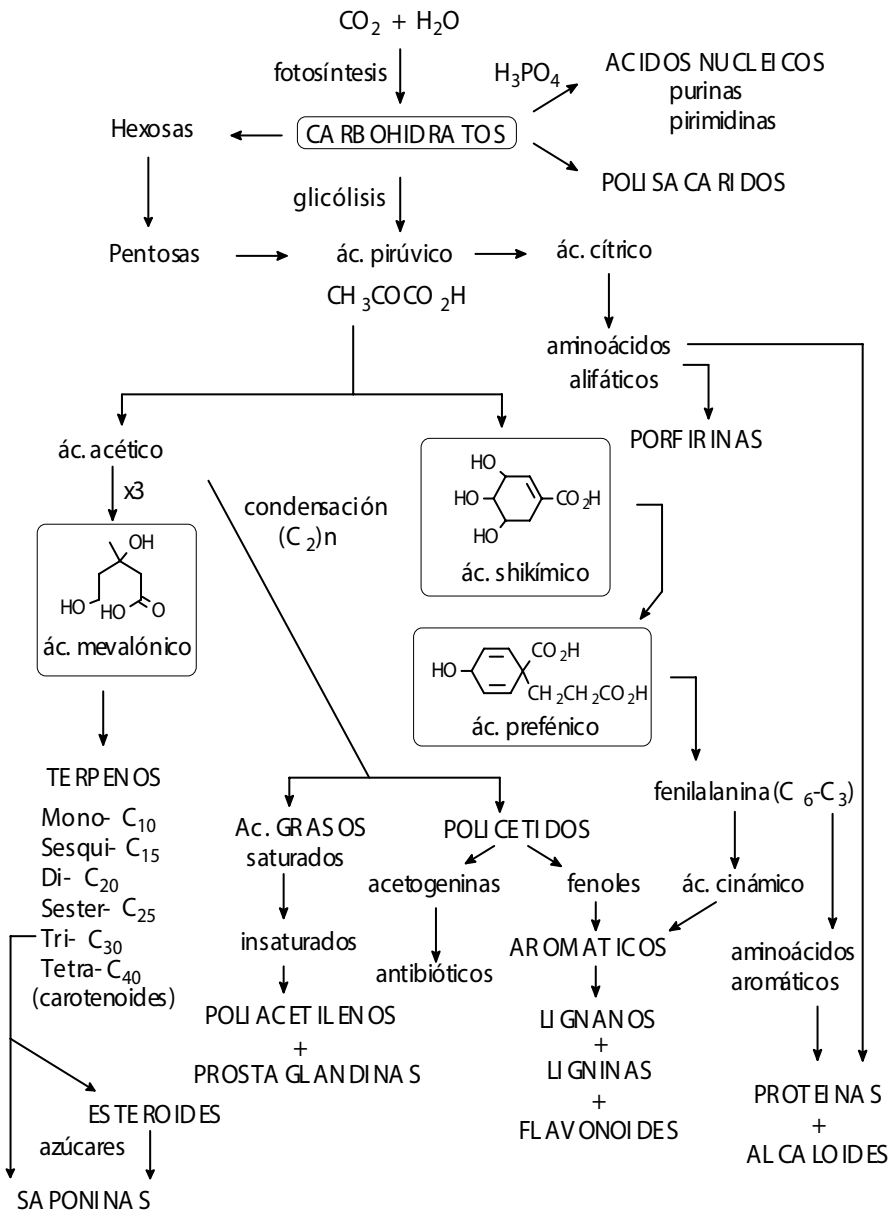 CO2 + H2O
fotosíntesis
H3PO4
ACIDOS NUCLEICOS
purinas
pirimidinas
Hexosas
CARBOHIDRATOS
POLISACARIDOS
glicólisis
Pentosas
ác. pirúvico
ác. cítrico
CH3COCO2H
aminoácidos
alifáticos
PORFIRINAS
ác. acético
x3
condensación
(C2)n
HO
HO
HO
CO2H
ác. shikímico
OH
HO
HO
O
ác. mevalónico
HO
CO2H
CH2CH2CO2H
ác. prefénico
TERPENOS
Mono- C10
Sesqui- C15
Di- C20
Sester- C25
Tri- C30
Tetra- C40
(carotenoides)
Ac. GRASOS
saturados
insaturados
POLIACETILENOS
+
PROSTAGLANDINAS
POLICETIDOS
acetogeninas
fenoles
antibióticos
fenilalanina (C6-C3)
ác. cinámico
AROMATICOS
LIGNANOS
+
LIGNINAS
+
FLAVONOIDES
aminoácidos
aromáticos
PROTEINAS
+
ALCALOIDES
ESTEROIDES
azúcares
SAPONINAS